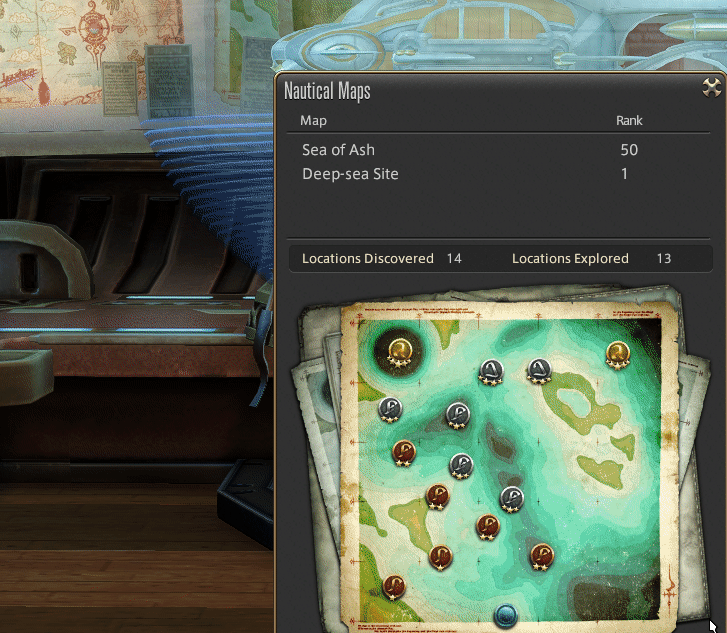 Nautical Maps
Map Rank
Sea of Ash 50
Deep-sea Site 1
Locations Discovered 14 Locations Explored 13